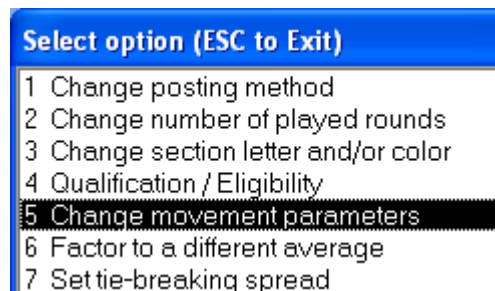 Select option (ESC to Exit)
1 Change posting method
2 Change number of played rounds
3 Change section letter and/or color
4 Qualification / Eligibility
5 Change movement parameters
6 Factor to a different average
7 Set tie-breaking spread